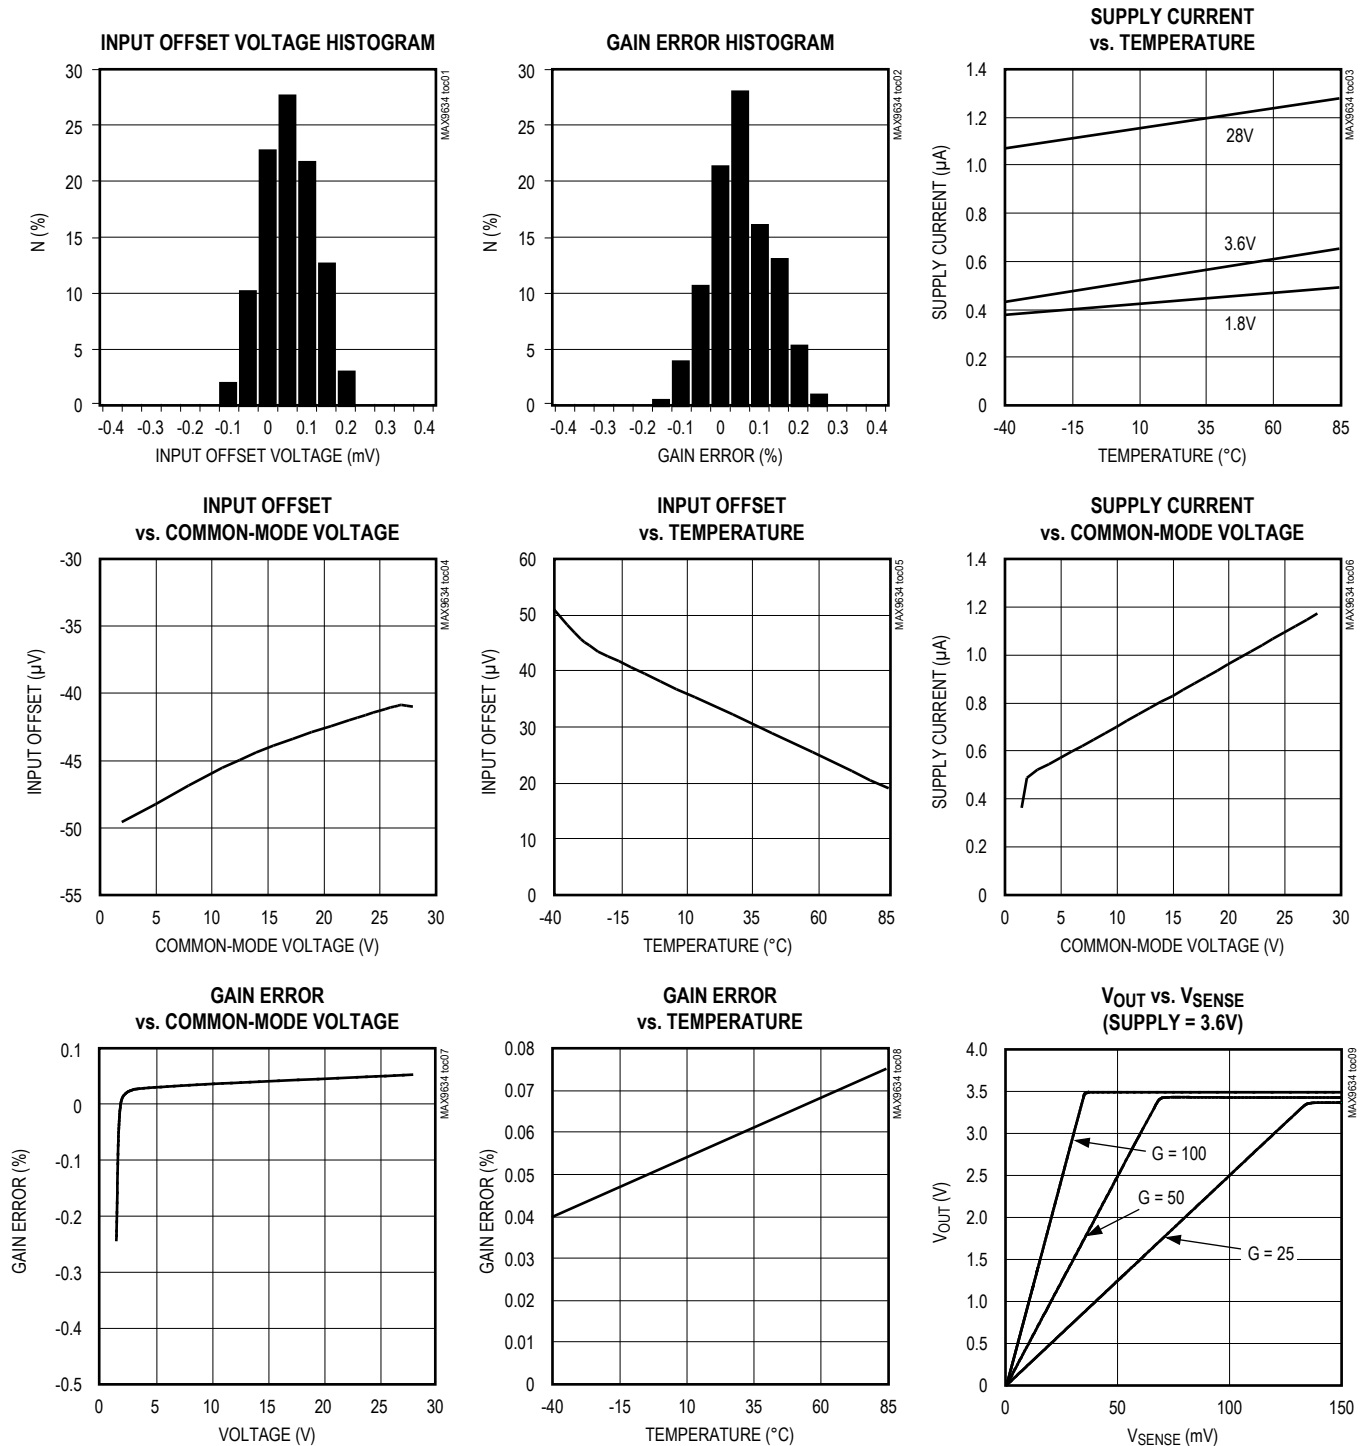 INPUT OFFSET VOLTAGE HISTOGRAM
MAX9634 toc01
30
25
20
15
10
5
0
N (%)
-0.4 -0.3 -0.2 -0.1 0 0.1 0.2 0.3 0.4
INPUT OFFSET VOLTAGE (mV)
GAIN ERROR HISTOGRAM
MAX9634 toc02
30
25
20
15
10
5
0
N (%)
-0.4 -0.3 -0.2 -0.1 0 0.1 0.2 0.3 0.4
GAIN ERROR (%)
SUPPLY CURRENT
vs. TEMPERATURE
MAX9634 toc03
1.4
1.2
1.0
0.8
0.6
0.4
0.2
0
SUPPLY CURRENT (μA)
28V
3.6V
1.8V
-40 -15 10 35 60 85
TEMPERATURE (°C)
INPUT OFFSET
vs. COMMON-MODE VOLTAGE
MAX9634 toc04
-30
-35
-40
-45
-50
-55
INPUT OFFSET (μV)
0 5 10 15 20 25 30
COMMON-MODE VOLTAGE (V)
INPUT OFFSET
vs. TEMPERATURE
MAX9634 toc05
60
50
40
30
20
10
0
INPUT OFFSET (μV)
-40 -15 10 35 60 85
TEMPERATURE (°C)
SUPPLY CURRENT
vs. COMMON-MODE VOLTAGE
MAX9634 toc06
1.4
1.2
1.0
0.8
0.6
0.4
0.2
0
SUPPLY CURRENT (μA)
0 5 10 15 20 25 30
COMMON-MODE VOLTAGE (V)
GAIN ERROR
vs. COMMON-MODE VOLTAGE
MAX9634 toc07
0.1
0
-0.1
-0.2
-0.3
-0.4
-0.5
GAIN ERROR (%)
0 5 10 15 20 25 30
VOLTAGE (V)
GAIN ERROR
vs. TEMPERATURE
MAX9634 toc08
0.08
0.07
0.06
0.05
0.04
0.03
0.02
0.01
0
GAIN ERROR (%)
-40 -15 10 35 60 85
TEMPERATURE (°C)
VOUT vs. VSENSE
(SUPPLY = 3.6V)
MAX9634 toc09
4.0
3.5
3.0
2.5
2.0
1.5
1.0
0.5
0
VOUT (V)
G = 100
G = 50
G = 25
0 50 100 150
VSENSE (mV)